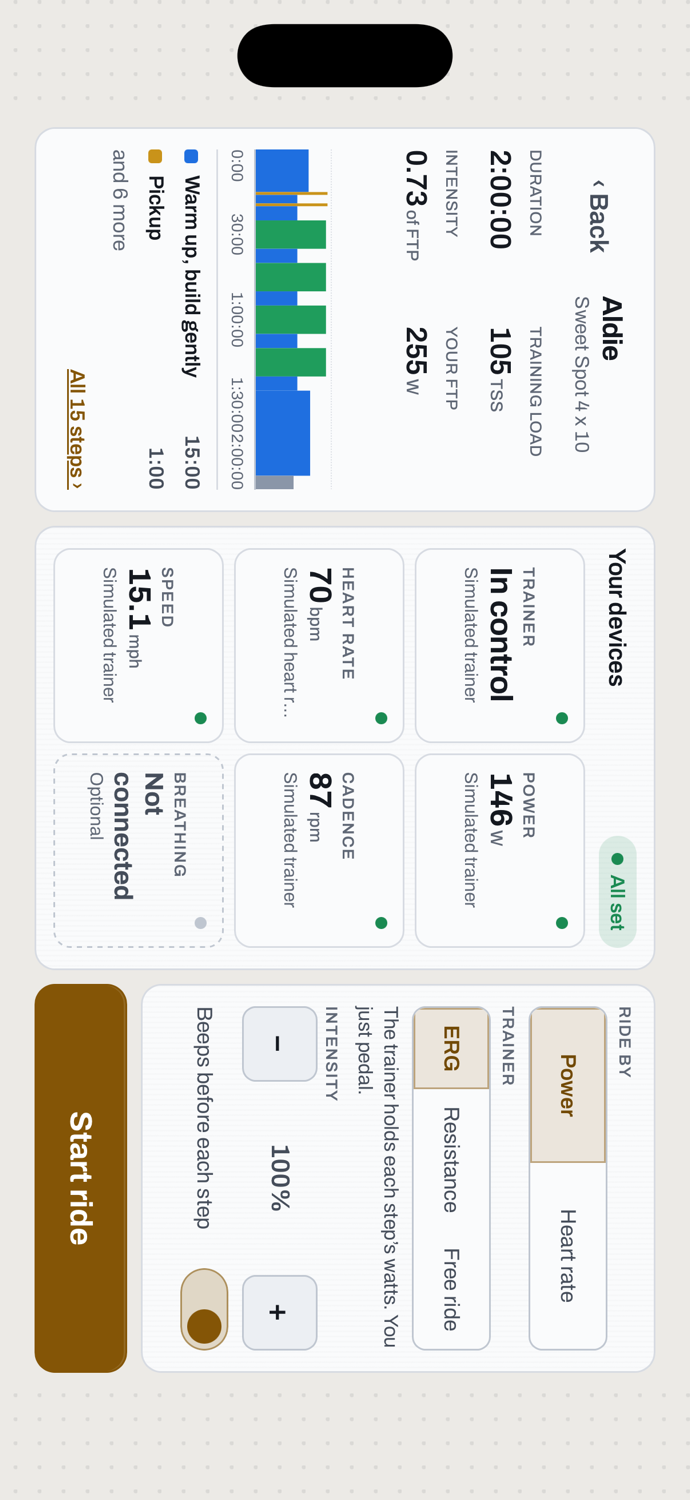 ‹ Back
Aldie
Sweet Spot 4 x 10
DURATION
2:00:00
TRAINING LOAD
105 TSS
INTENSITY
0.73 of FTP
YOUR FTP
255 W
0:00 30:00 1:00:00 1:30:00 2:00:00
Warm up, build gently 15:00
Pickup 1:00
and 6 more
All 15 steps ›
Your devices
All set
TRAINER
In control
Simulated trainer
POWER
146 W
Simulated trainer
HEART RATE
70 bpm
Simulated heart r…
CADENCE
87 rpm
Simulated trainer
SPEED
15.1 mph
Simulated trainer
BREATHING
Not
connected
Optional
RIDE BY
Power Heart rate
TRAINER
ERG Resistance Free ride
The trainer holds each step’s watts. You
just pedal.
INTENSITY
− 100% +
Beeps before each step
Start ride